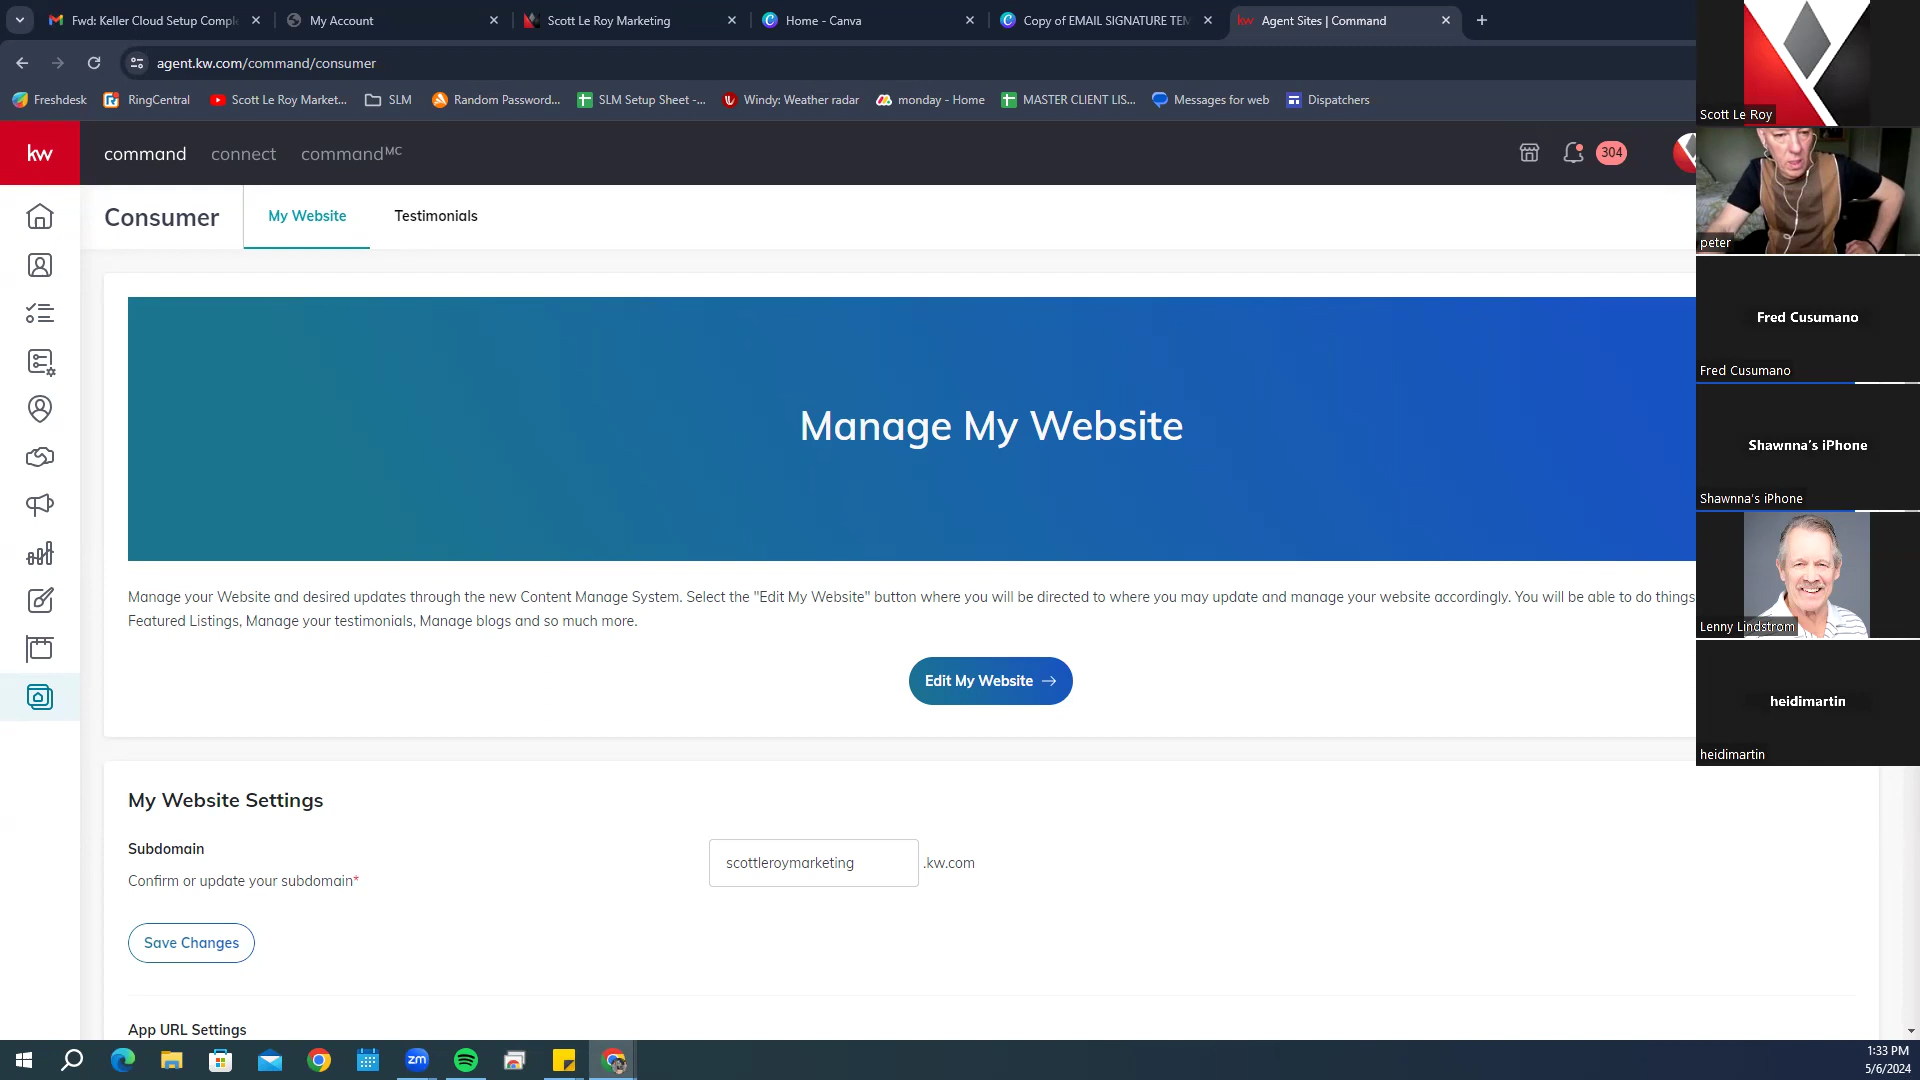 Fwd: Keller Cloud Setup Compl
My Account
Scott Le Roy Marketing
Home - Canva
Copy of EMAIL SIGNATURE TEM
kw
Agent Sites | Command
agent.kw.com/command/consumer
Freshdesk
RingCentral
Scott Le Roy Market...
SLM
Random Password...
SLM Setup Sheet -...
Windy: Weather radar
monday - Home
MASTER CLIENT LIS...
Messages for web
Dispatchers
kw
command
connect
commandMC
304
Consumer
My Website
Testimonials
Manage My Website
Manage your Website and desired updates through the new Content Manage System. Select the "Edit My Website" button where you will be directed to where you may update and manage your website accordingly. You will be able to do things
Featured Listings, Manage your testimonials, Manage blogs and so much more.
Edit My Website
My Website Settings
Subdomain
Confirm or update your subdomain*
scottleroymarketing
.kw.com
Save Changes
App URL Settings
Scott Le Roy
peter
Fred Cusumano
Fred Cusumano
Shawnna's iPhone
Shawnna's iPhone
Lenny Lindstrom
heidimartin
heidimartin
zm
1:33 PM
5/6/2024